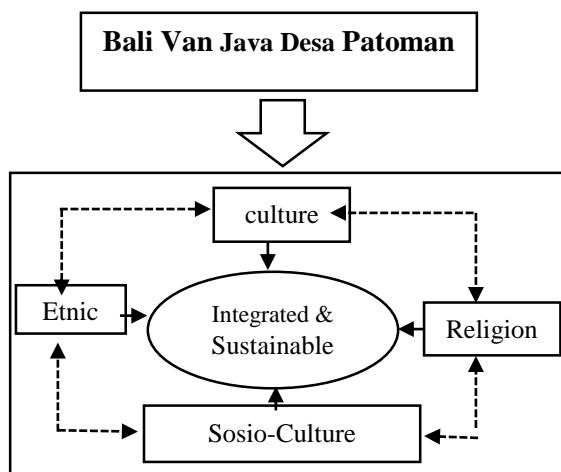 Bali Van Java Desa Patoman
culture
Etnic
Integrated &
Sustainable
Religion
Sosio-Culture